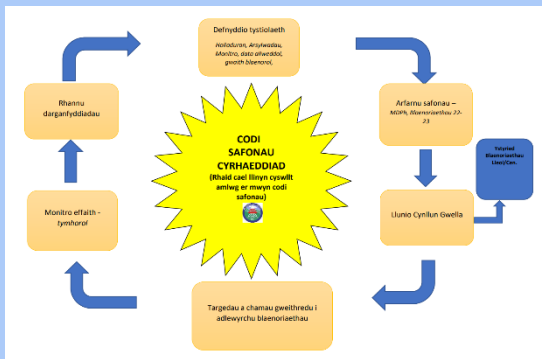 Defnyddio tystiolaeth
Holiaduron, Arsylwadau,
Monitro, data allweddol,
gwaith blaenorol,
Arfarnu safonau –
MDPh, Blaenoriaethau 22-
23
Ystyried
Blaenoriaethau
Lleol/Cen.
Llunio Cynllun Gwella
Targedau a chamau gweithredu i
adlewyrchu blaenoriaethau
Monitro effaith -
tymhorol
Rhannu
darganfyddiadau
CODI
SAFONAU
CYRHAEDDIAD
(Rhaid cael llinyn cyswllt
amlwg er mwyn codi
safonau)